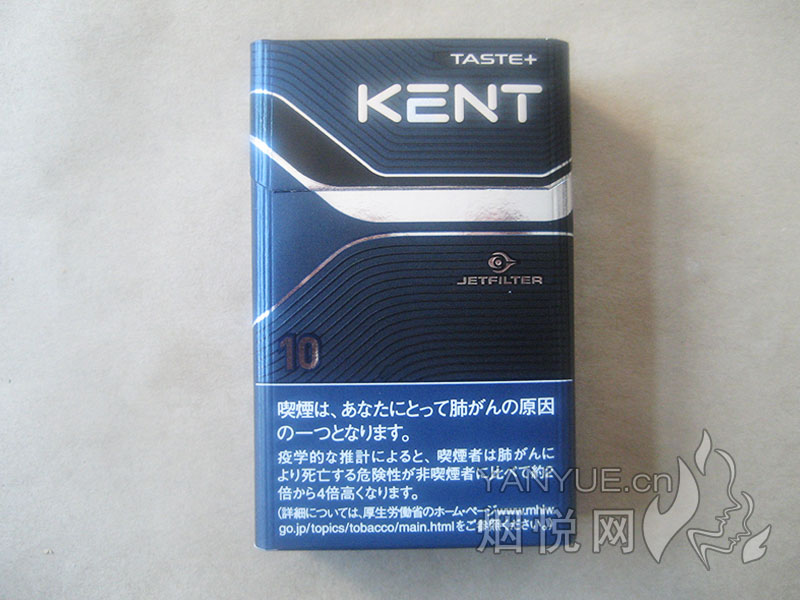 TASTE+
KENT
JETFILTER
10
喫煙は、あなたにとって肺がんの原因
の一つとなります。
疫学的な推計によると、喫煙者は肺がんに
より死亡する危険性が非喫煙者に比べて約2
倍から4倍高くなります。
(詳細については、厚生労働省のホーム・ページwww.mhlw.
go.jp/topics/tobacco/main.htmlをご参照ください。)
YANYUE.cn
烟悦网